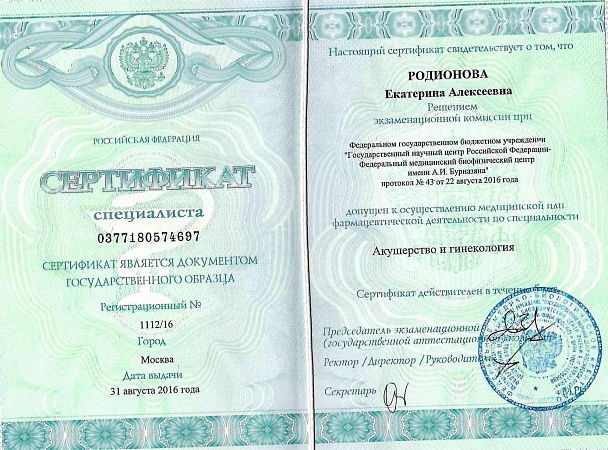 РОССИЙСКАЯ ФЕДЕРАЦИЯ
СЕРТИФИКАТ
специалиста
0377180574697
СЕРТИФИКАТ ЯВЛЯЕТСЯ ДОКУМЕНТОМ
ГОСУДАРСТВЕННОГО ОБРАЗЦА
Регистрационный №
1112/16
Город
Москва
Дата выдачи
31 августа 2016 года
Настоящий сертификат свидетельствует о том, что
РОДИОНОВА
Екатерина Алексеевна
Решением
экзаменационной комиссии при
Федеральном государственном бюджетном учреждении
"Государственный научный центр Российской Федерации-
Федеральный медицинский биофизический центр
имени А.И. Бурназяна"
протокол № 43 от 22 августа 2016 года
допущен к осуществлению медицинской или
фармацевтической деятельности по специальности
Акушерство и гинекология
Сертификат действителен в течение
Председатель экзаменационной
(государственной аттестационной
Ректор /Директор /Руководитель
Секретарь